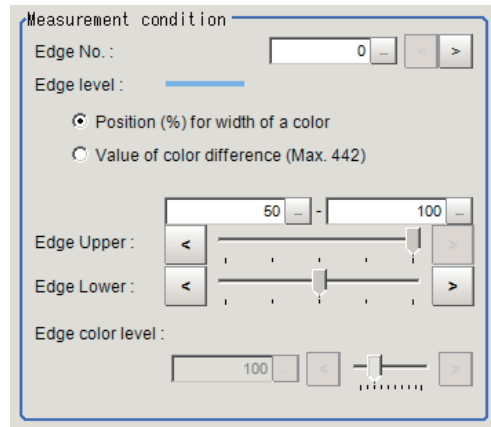 Measurement condition
Edge No. : 0 ... < >
Edge level :
Position (%) for width of a color
Value of color difference (Max. 442)
50 ... - 100 ...
Edge Upper : < >
Edge Lower : < >
Edge color level :
100 ... < >